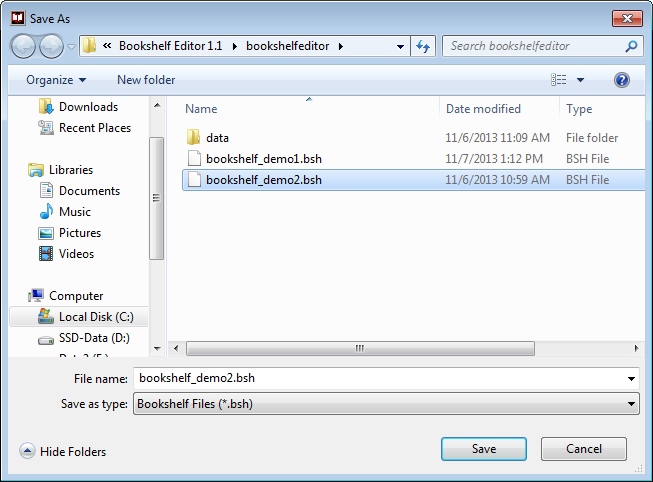 Save As
« Bookshelf Editor 1.1 bookshelfeditor Search bookshelfeditor
Organize New folder ?
Name Date modified Type
Downloads
Recent Places
Libraries
Documents
Music
Pictures
Videos
Computer
Local Disk (C:)
SSD-Data (D:)
data 11/6/2013 11:09 AM File folder
bookshelf_demo1.bsh 11/7/2013 1:12 PM BSH File
bookshelf_demo2.bsh 11/6/2013 10:59 AM BSH File
File name: bookshelf_demo2.bsh
Save as type: Bookshelf Files (*.bsh)
Hide Folders Save Cancel